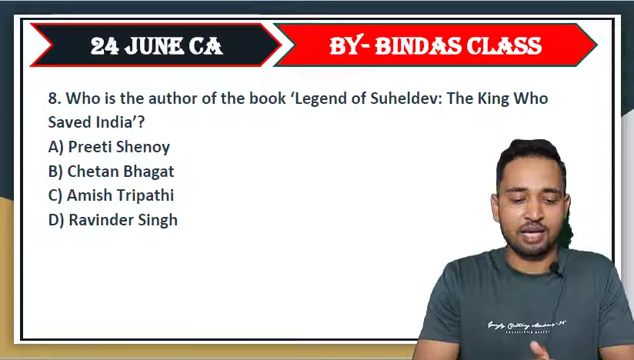 24 JUNE CA
BY- BINDAS CLASS
8. Who is the author of the book ‘Legend of Suheldev: The King Who
Saved India’?
A) Preeti Shenoy
B) Chetan Bhagat
C) Amish Tripathi
D) Ravinder Singh